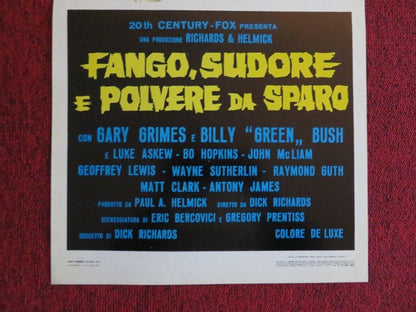 20th CENTURY-FOX PRESENTA
UNA PRODUZIONE RICHARDS & HELMICK
FANGO, SUDORE
E POLVERE DA SPARO
CON GARY GRIMES E BILLY "GREEN„ BUSH
E LUKE ASKEW - BO HOPKINS - JOHN McLIAM
GEOFFREY LEWIS - WAYNE SUTHERLIN - RAYMOND GUTH
MATT CLARK - ANTONY JAMES
PRODOTTO DA PAUL A. HELMICK DIRETTO DA DICK RICHARDS
SCENEGGIATURA DI ERIC BERCOVICI E GREGORY PRENTISS
SOGGETTO DI DICK RICHARDS COLORE DE LUXE